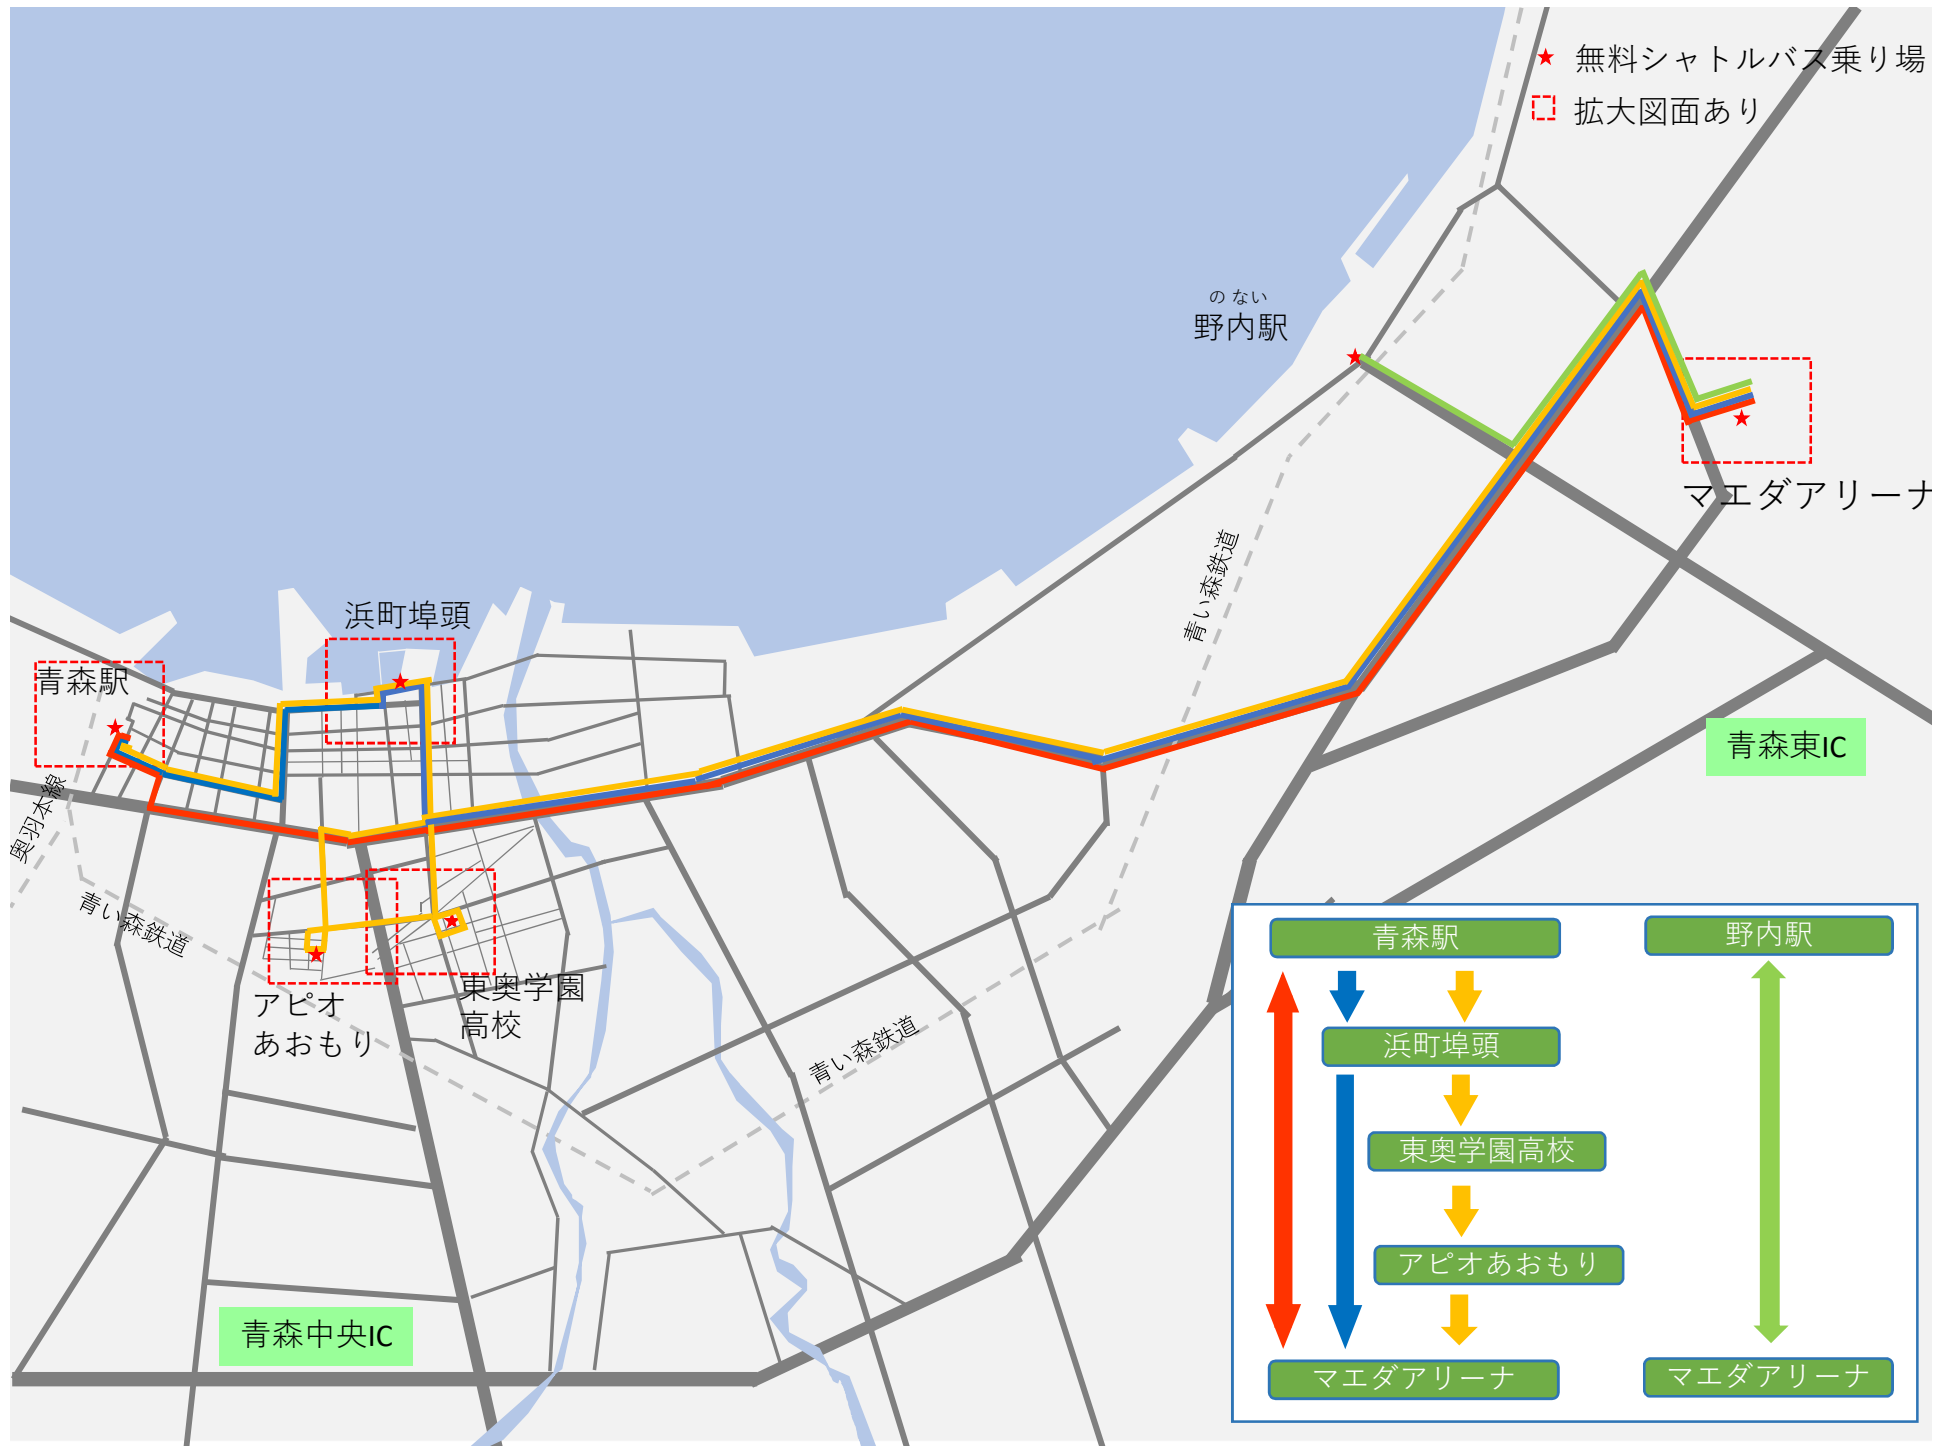 無料シャトルバス乗り場
拡大図面あり
の ない
野内駅
マエダアリーナ
青い森鉄道
浜町埠頭
青森駅
奥羽本線
青い森鉄道
アピオ
あおもり
東奥学園
高校
青い森鉄道
青森東IC
青森中央IC
青森駅
浜町埠頭
東奥学園高校
アピオあおもり
マエダアリーナ
野内駅
マエダアリーナ